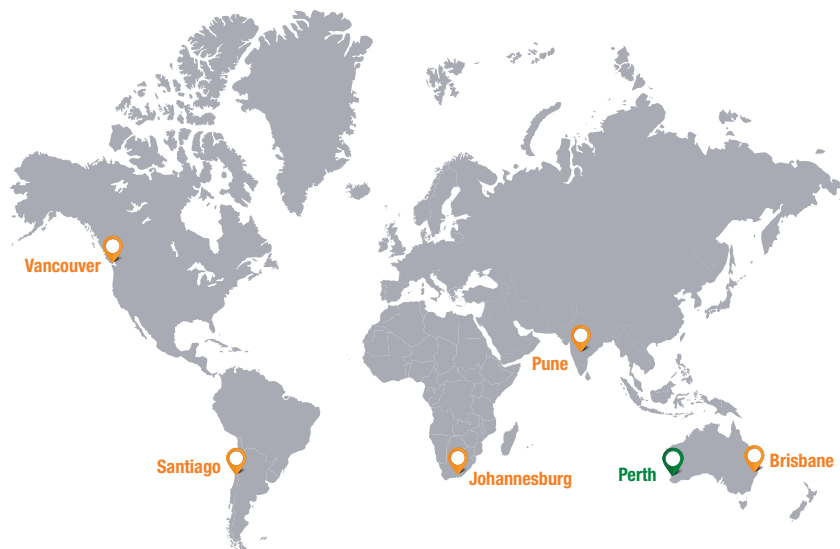 Vancouver
Pune
Santiago
Johannesburg
Perth
Brisbane